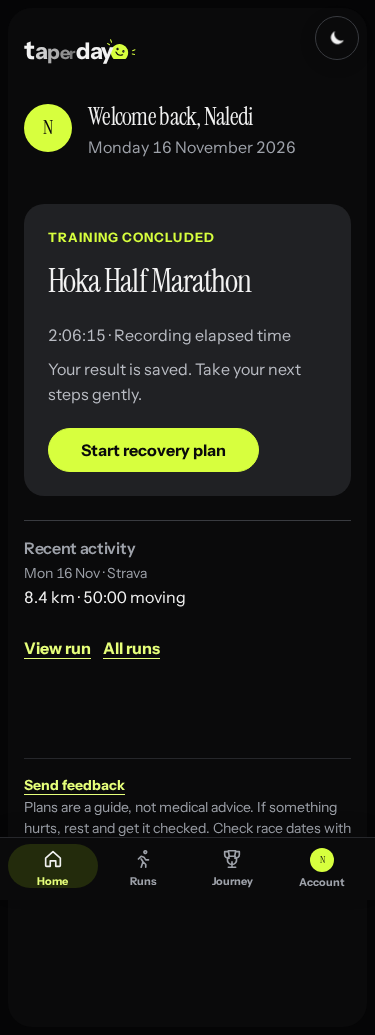 taperday
Welcome back, Naledi
N
Monday 16 November 2026
TRAINING CONCLUDED
Hoka Half Marathon
2:06:15 · Recording elapsed time
Your result is saved. Take your next
steps gently.
Start recovery plan
Recent activity
Mon 16 Nov · Strava
8.4 km · 50:00 moving
View run All runs
Send feedback
Plans are a guide, not medical advice. If something
hurts, rest and get it checked. Check race dates with
N
Home Runs Journey Account